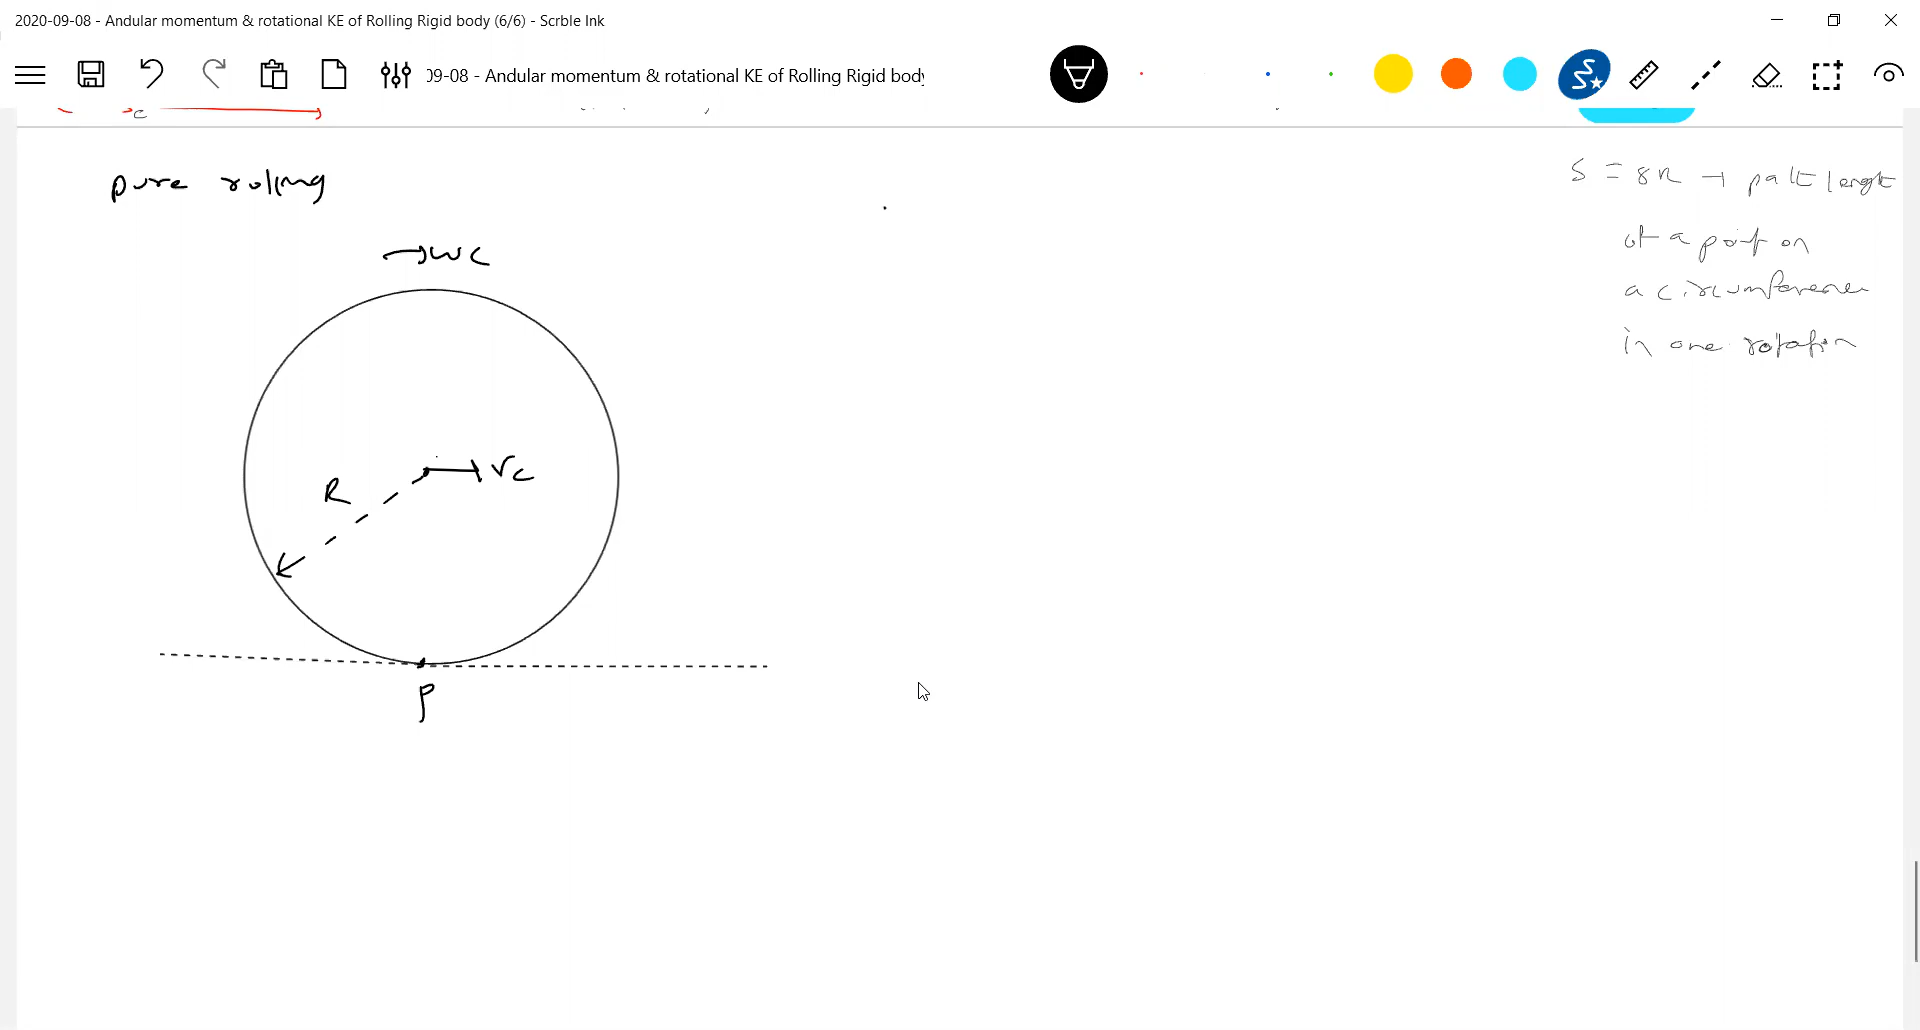 2020-09-08 - Andular momentum & rotational KE of Rolling Rigid body (6/6) - Scrble Ink
09-08 - Andular momentum & rotational KE of Rolling Rigid body
pure rolling
S = 8R → path length
of a point on
a circumference
in one rotation
→ωc
R
Vc
P